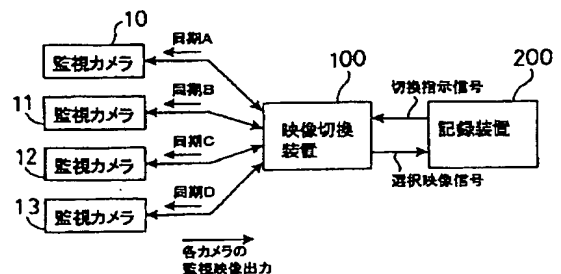 10
監視カメラ
同期A
11
監視カメラ
同期B
12
監視カメラ
同期C
13
監視カメラ
同期D
100
映像切換
装置
200
記録装置
切換指示信号
選択映像信号
各カメラの
監視映像出力